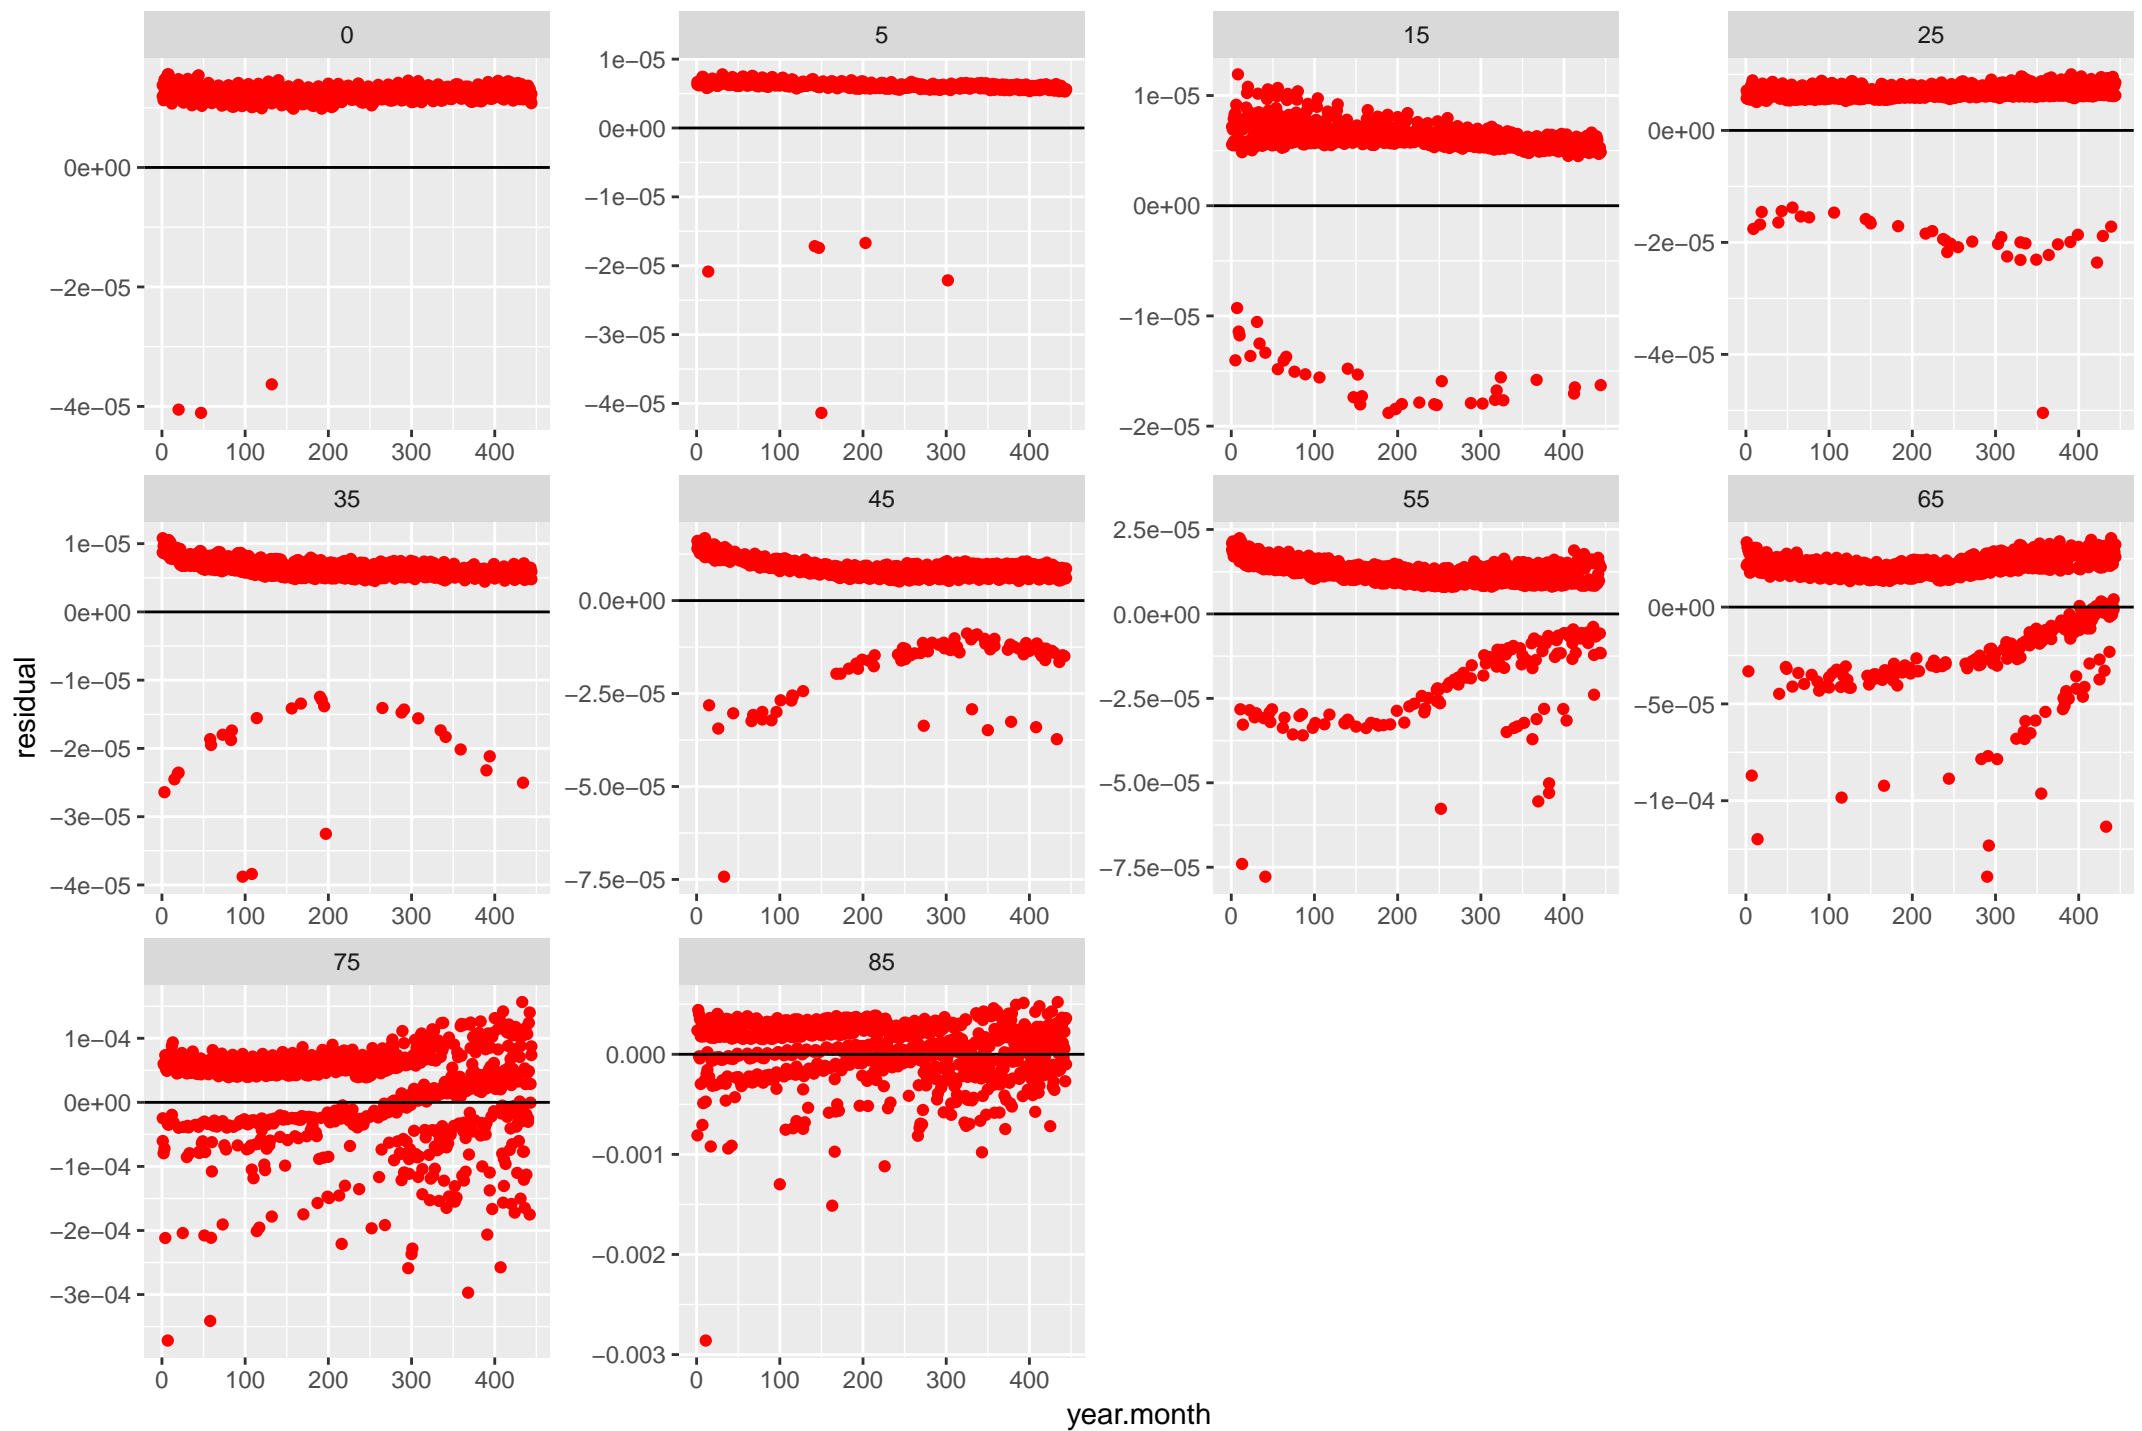 0 5 15 25
0e+00
−2e−05
−4e−05
1e−05
0e+00
−1e−05
−2e−05
−3e−05
−4e−05
1e−05
0e+00
−1e−05
−2e−05
0e+00
−2e−05
−4e−05
0 100 200 300 400 0 100 200 300 400 0 100 200 300 400 0 100 200 300 400
35 45 55 65
1e−05
0e+00
−1e−05
−2e−05
−3e−05
−4e−05
0.0e+00
−2.5e−05
−5.0e−05
−7.5e−05
2.5e−05
0.0e+00
−2.5e−05
−5.0e−05
−7.5e−05
0e+00
−5e−05
−1e−04
0 100 200 300 400 0 100 200 300 400 0 100 200 300 400 0 100 200 300 400
75 85
1e−04
0e+00
−1e−04
−2e−04
−3e−04
0.000
−0.001
−0.002
−0.003
0 100 200 300 400 0 100 200 300 400
residual
year.month